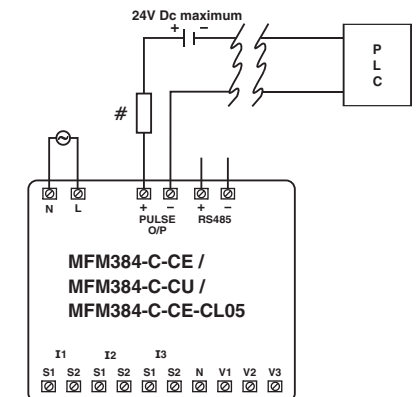 24V Dc maximum
+ −
P
L
C
#
N L + − + −
PULSE RS485
O/P
MFM384-C-CE /
MFM384-C-CU /
MFM384-C-CE-CL05
I1 I2 I3
S1 S2 S1 S2 S1 S2 N V1 V2 V3